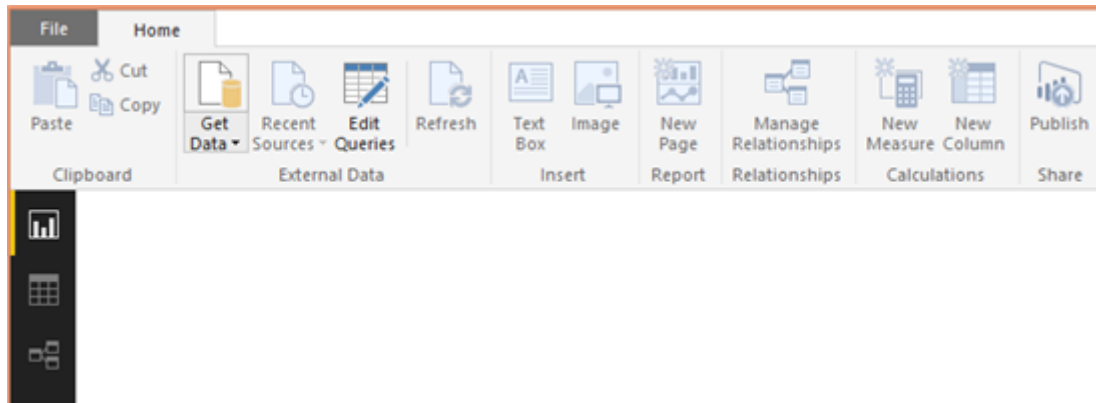 File Home
Cut
Copy
Paste
Get Data
Recent Sources
Edit Queries
Refresh
Text Box
Image
New Page
Manage Relationships
New Measure
New Column
Publish
Clipboard
External Data
Insert
Report
Relationships
Calculations
Share